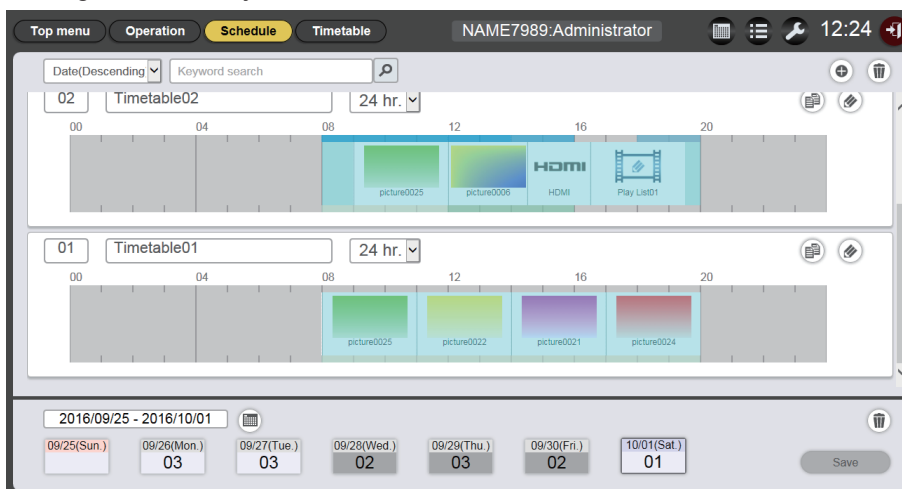 Top menu Operation Schedule Timetable NAME7989:Administrator 12:24
Date(Descending Keyword search
02 Timetable02 24 hr.
00 04 08 12 16 20
picture0025 picture0006 HDMI HDMI Play List01
01 Timetable01 24 hr.
00 04 08 12 16 20
picture0025 picture0022 picture0021 picture0024
2016/09/25 - 2016/10/01
09/25(Sun.) 09/26(Mon.) 09/27(Tue.) 09/28(Wed.) 09/29(Thu.) 09/30(Fri.) 10/01(Sat.)
03 03 02 03 02 01
Save